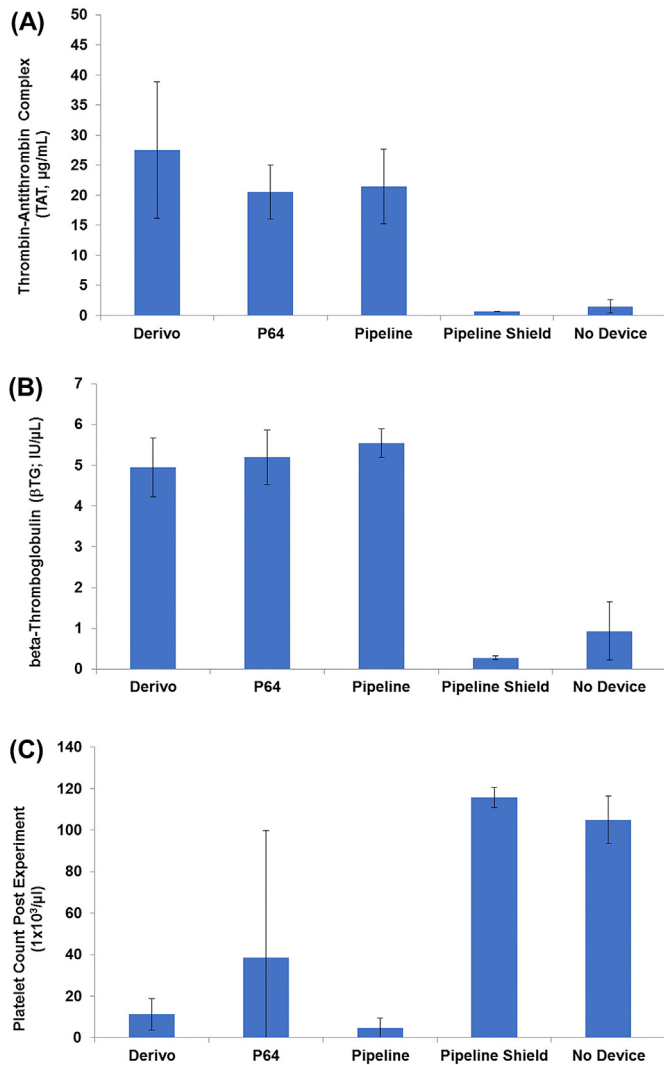 (A)
Thrombin-Antithrombin Complex
(TAT, µg/mL)
50
45
40
35
30
25
20
15
10
5
0
Derivo P64 Pipeline Pipeline Shield No Device
(B)
beta-Thromboglobulin (βTG; IU/µL)
7
6
5
4
3
2
1
0
Derivo P64 Pipeline Pipeline Shield No Device
(C)
Platelet Count Post Experiment
(1x10³/µl)
140
120
100
80
60
40
20
0
Derivo P64 Pipeline Pipeline Shield No Device